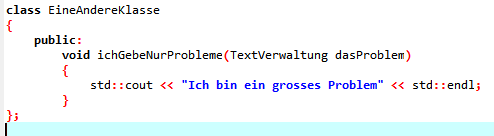 class EineAndereKlasse
{
    public:
        void ichGebeNurProbleme(TextVerwaltung dasProblem)
        {
            std::cout << "Ich bin ein grosses Problem" << std::endl;
        }
};